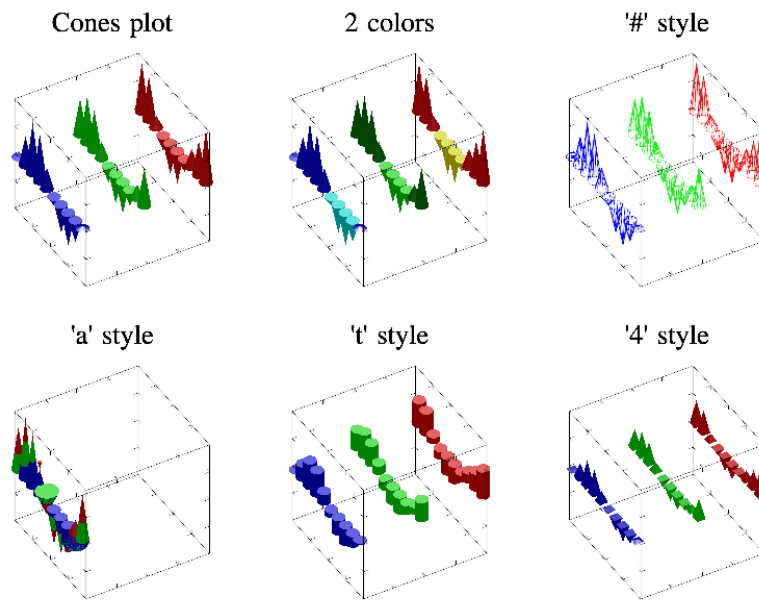 Cones plot
2 colors
'#' style
'a' style
't' style
'4' style